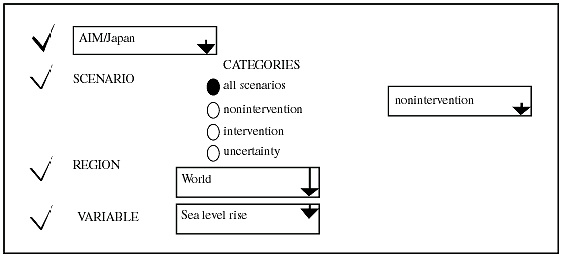 AIM/Japan
CATEGORIES
SCENARIO
all scenarios
nonintervention
nonintervention
intervention
uncertainty
REGION
World
VARIABLE
Sea level rise